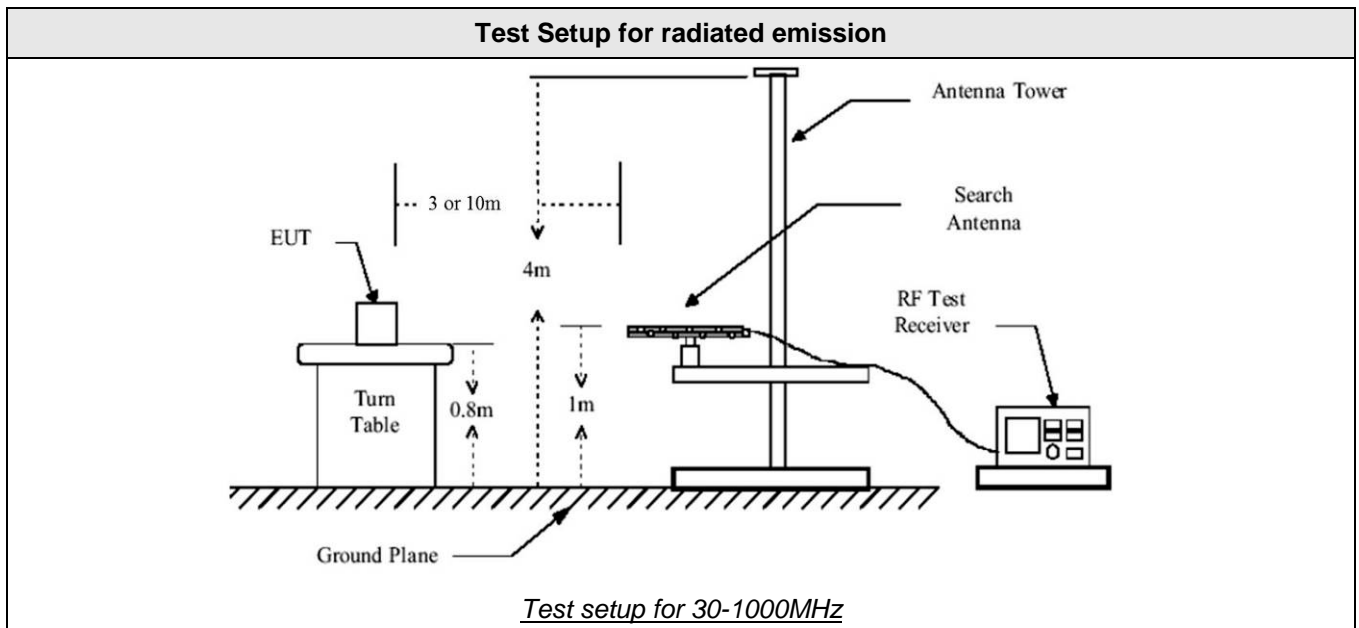 Test Setup for radiated emission
Antenna Tower
3 or 10m
Search
Antenna
EUT
4m
RF Test
Receiver
Turn
Table
0.8m
1m
Ground Plane
Test setup for 30-1000MHz